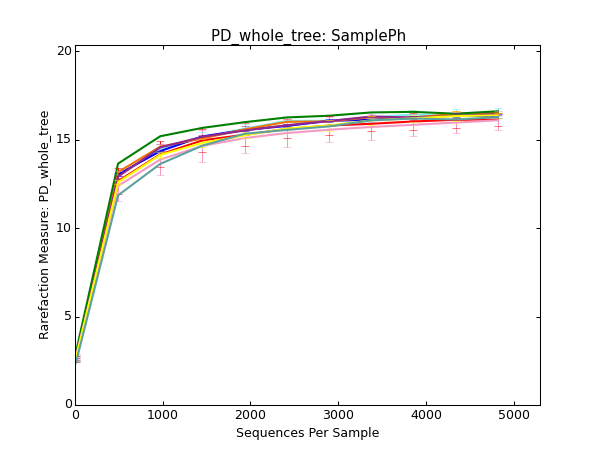 PD_whole_tree: SamplePh
20
15
10
5
0
0 1000 2000 3000 4000 5000
Rarefaction Measure: PD_whole_tree
Sequences Per Sample